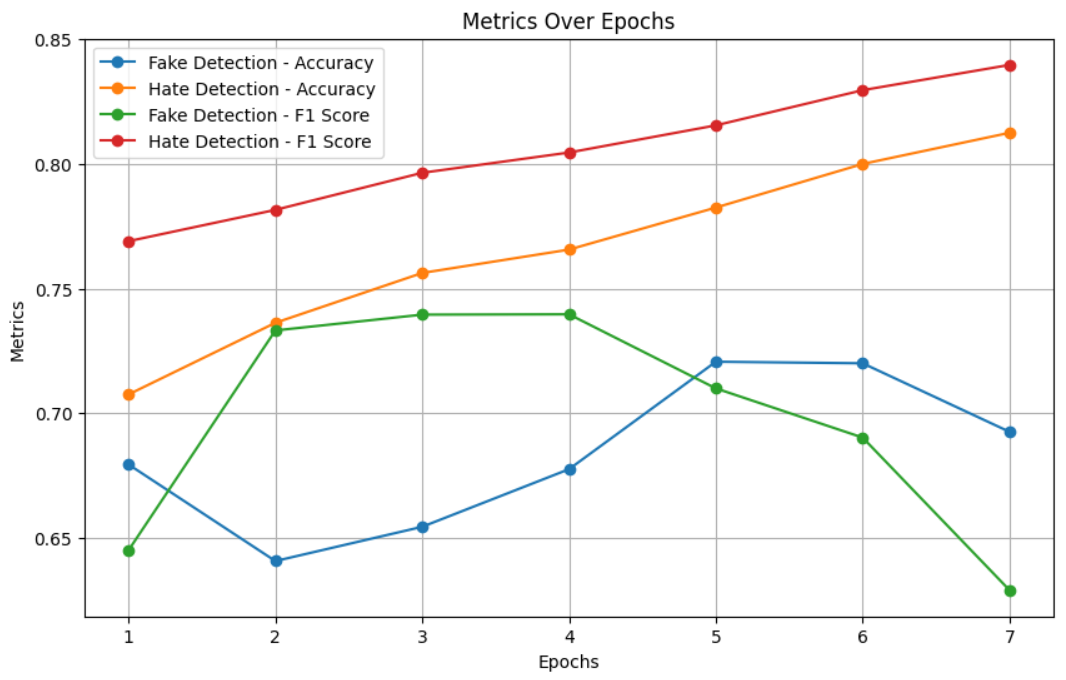 Metrics Over Epochs
Fake Detection - Accuracy
Hate Detection - Accuracy
Fake Detection - F1 Score
Hate Detection - F1 Score
0.85
0.80
0.75
0.70
0.65
Metrics
1 2 3 4 5 6 7
Epochs